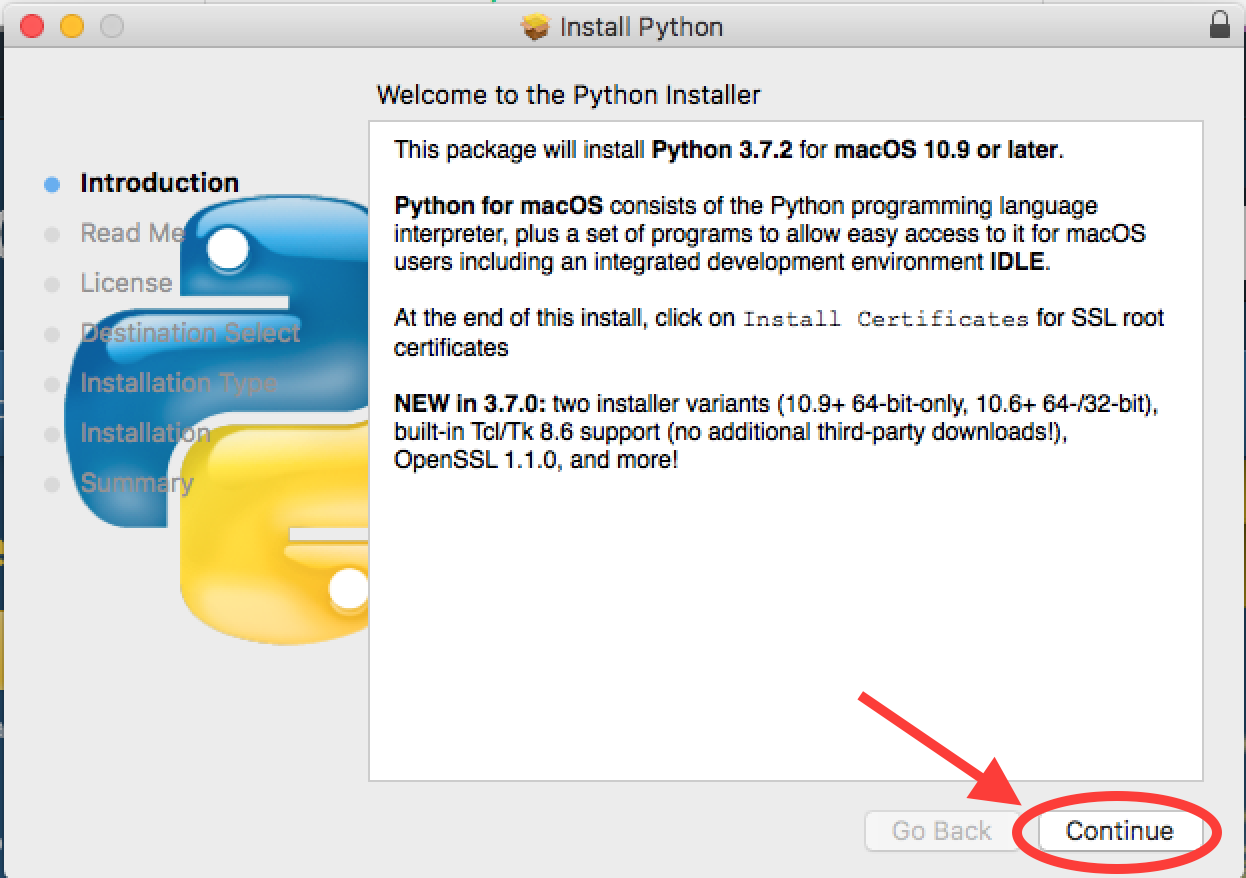 Install Python
Welcome to the Python Installer
Introduction
Read Me
License
Destination Select
Installation Type
Installation
Summary
This package will install Python 3.7.2 for macOS 10.9 or later.
Python for macOS consists of the Python programming language
interpreter, plus a set of programs to allow easy access to it for macOS
users including an integrated development environment IDLE.
At the end of this install, click on Install Certificates for SSL root
certificates
NEW in 3.7.0: two installer variants (10.9+ 64-bit-only, 10.6+ 64-/32-bit),
built-in Tcl/Tk 8.6 support (no additional third-party downloads!),
OpenSSL 1.1.0, and more!
Go Back
Continue